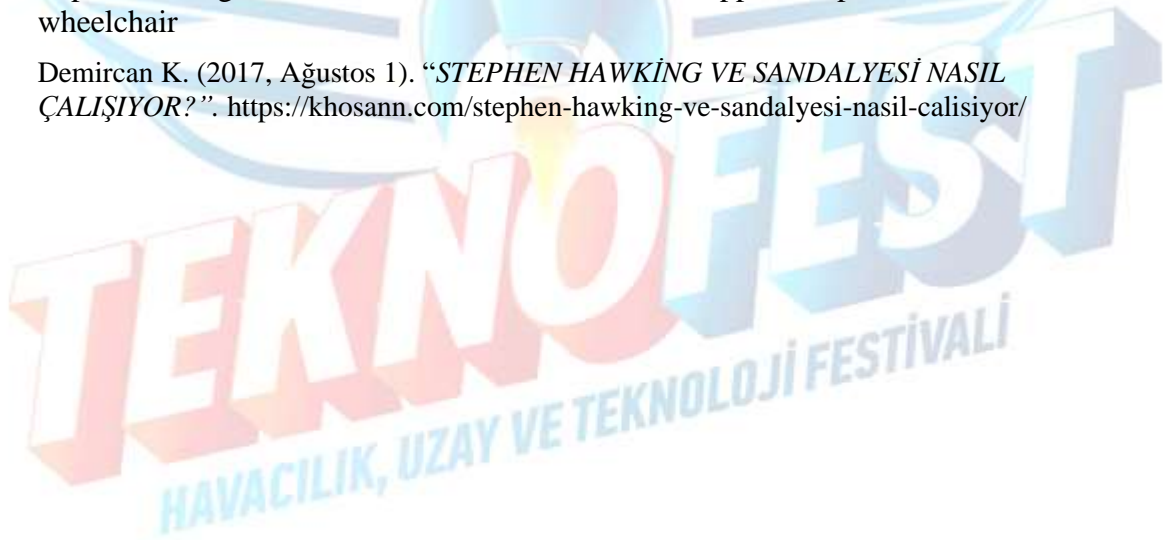 wheelchair
Demircan K. (2017, Ağustos 1). “STEPHEN HAWKİNG VE SANDALYESİ NASIL
ÇALIŞIYOR?”. https://khosann.com/stephen-hawking-ve-sandalyesi-nasil-calisiyor/
TEKNOFEST
HAVACILIK, UZAY VE TEKNOLOJİ FESTİVALİ